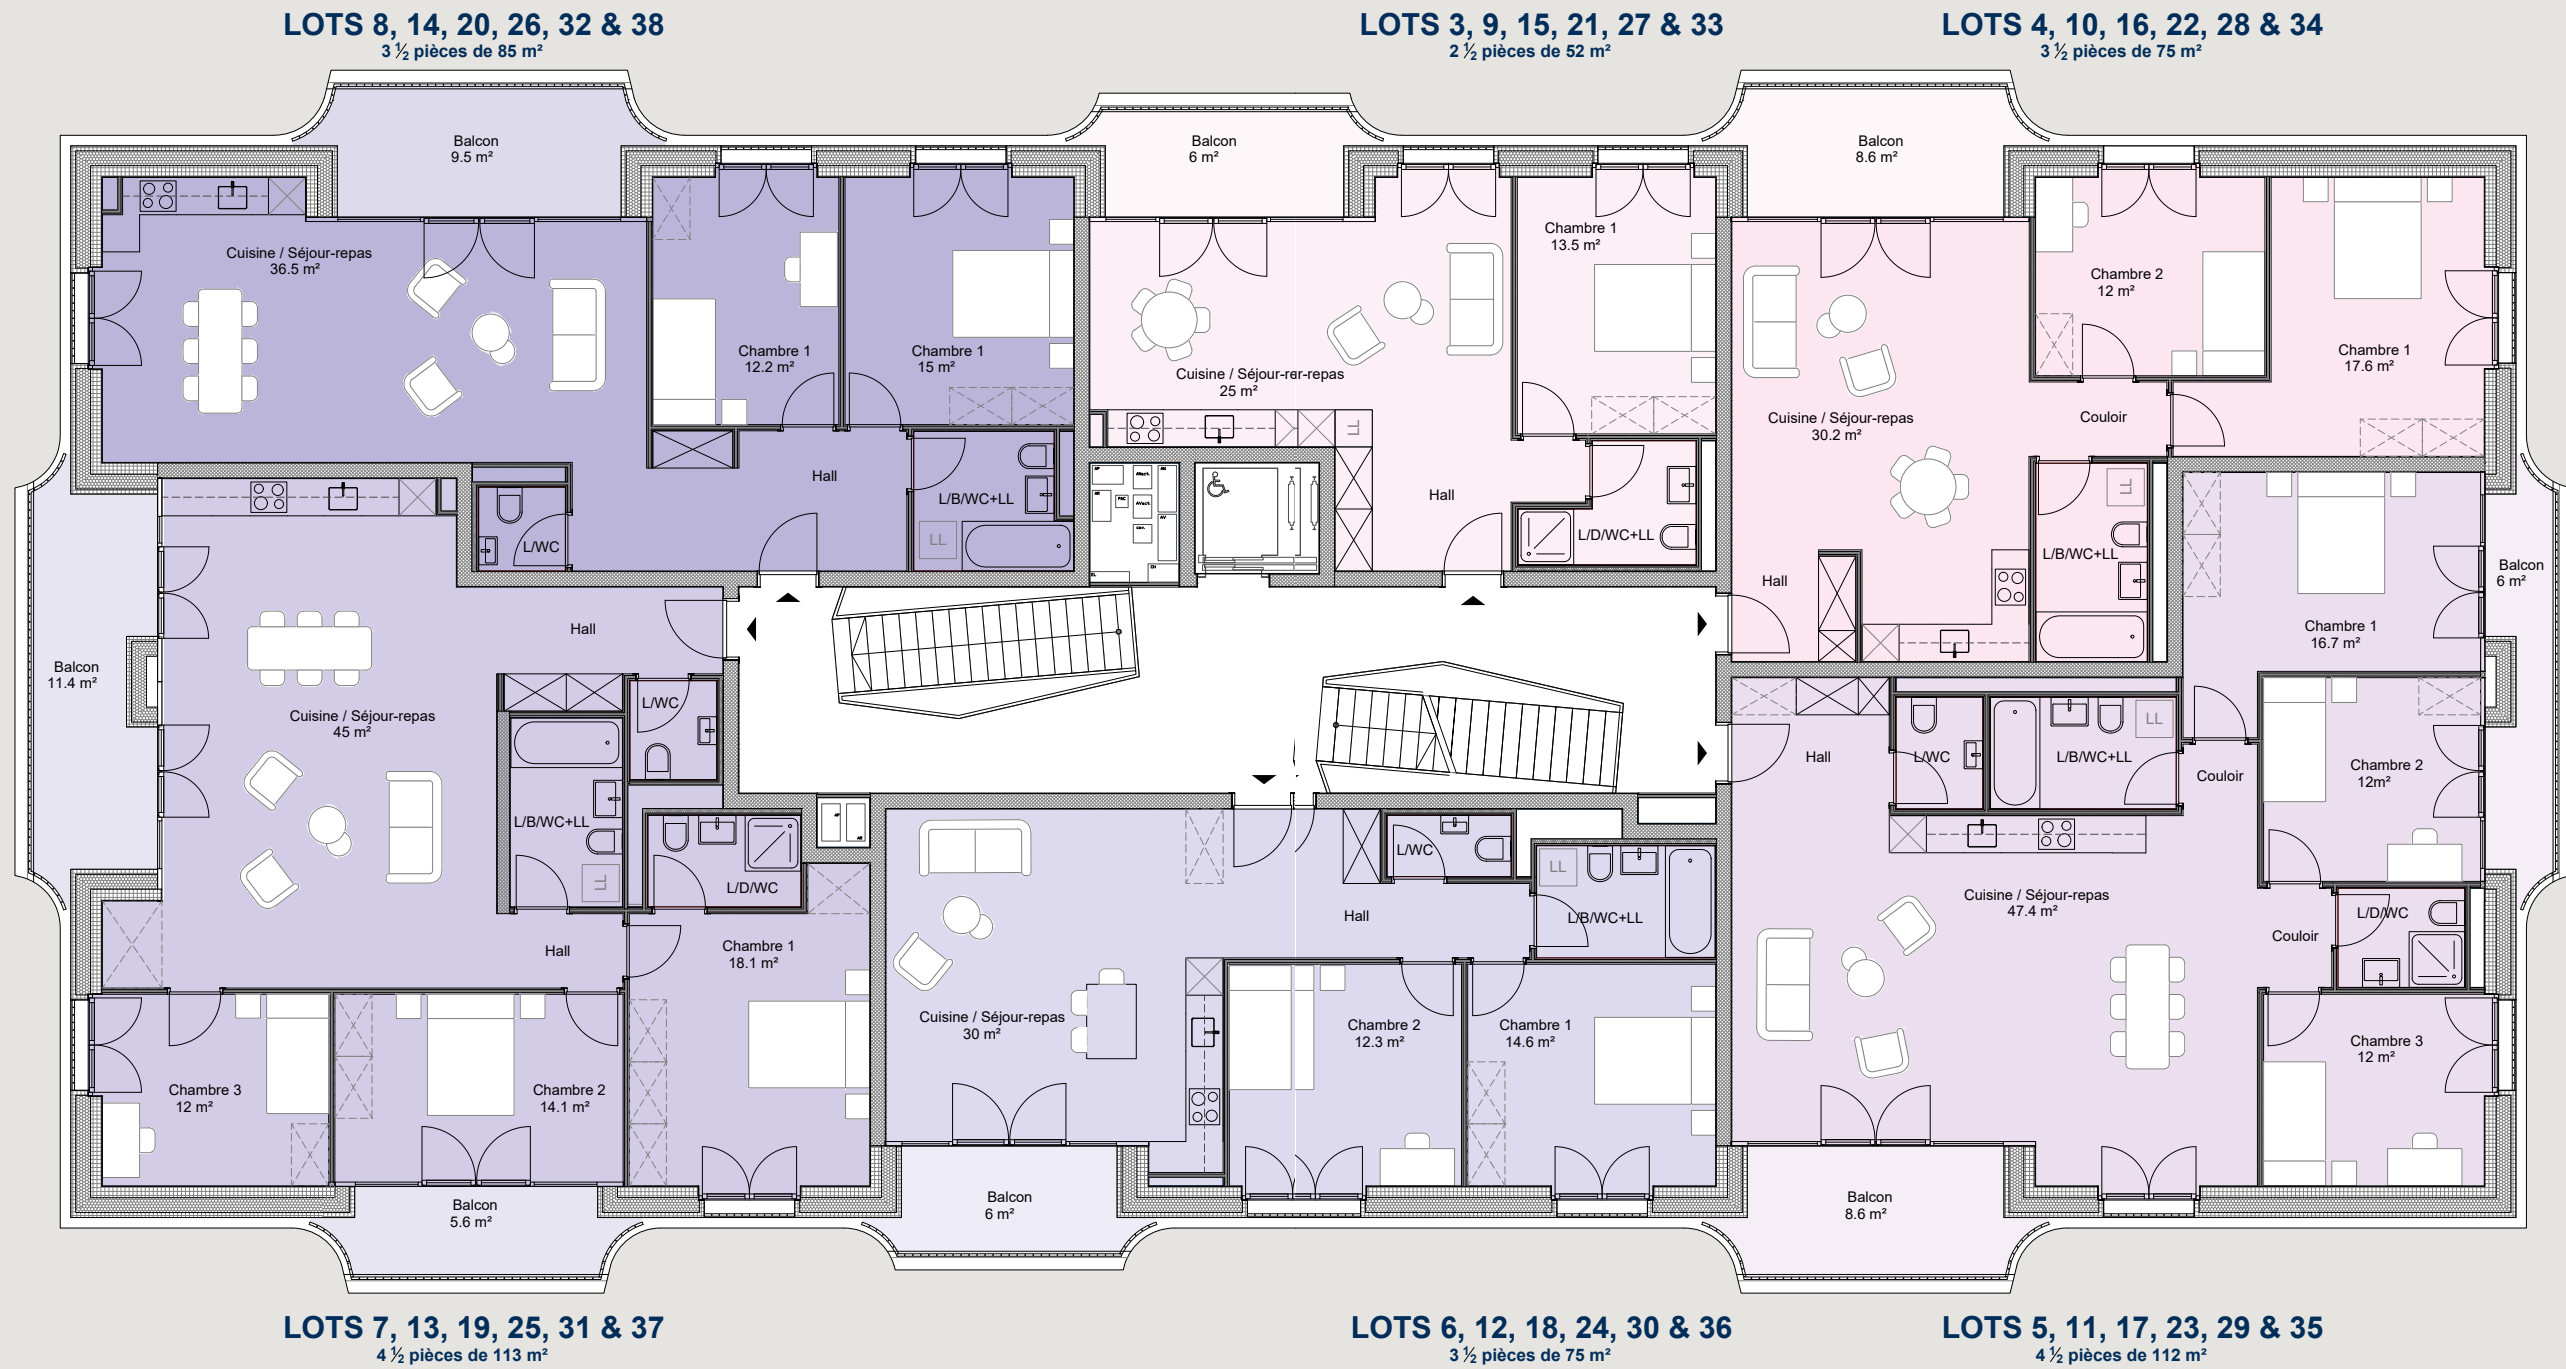 LOTS 8, 14, 20, 26, 32 & 38
3 ½ pièces de 85 m²
LOTS 3, 9, 15, 21, 27 & 33
2 ½ pièces de 52 m²
LOTS 4, 10, 16, 22, 28 & 34
3 ½ pièces de 75 m²
Balcon
9.5 m²
Cuisine / Séjour-repas
36.5 m²
Chambre 1
12.2 m²
Chambre 1
15 m²
Hall
L/WC
L/B/WC+LL
LL
Balcon
6 m²
Cuisine / Séjour-rer-repas
25 m²
LL
Chambre 1
13.5 m²
Hall
L/D/WC+LL
Balcon
8.6 m²
Cuisine / Séjour-repas
30.2 m²
Chambre 2
12 m²
Chambre 1
17.6 m²
Couloir
Hall
LL
L/B/WC+LL
Balcon
11.4 m²
Hall
Cuisine / Séjour-repas
45 m²
L/WC
L/B/WC+LL
LL
L/D/WC
Hall
Chambre 1
18.1 m²
Chambre 3
12 m²
Chambre 2
14.1 m²
Balcon
5.6 m²
L/WC
LL
L/B/WC+LL
Hall
Cuisine / Séjour-repas
30 m²
Chambre 2
12.3 m²
Chambre 1
14.6 m²
Balcon
6 m²
Balcon
6 m²
Chambre 1
16.7 m²
Hall
L/WC
LL
L/B/WC+LL
Couloir
Chambre 2
12m²
Cuisine / Séjour-repas
47.4 m²
L/D/WC
Couloir
Chambre 3
12 m²
Balcon
8.6 m²
LOTS 7, 13, 19, 25, 31 & 37
4 ½ pièces de 113 m²
LOTS 6, 12, 18, 24, 30 & 36
3 ½ pièces de 75 m²
LOTS 5, 11, 17, 23, 29 & 35
4 ½ pièces de 112 m²